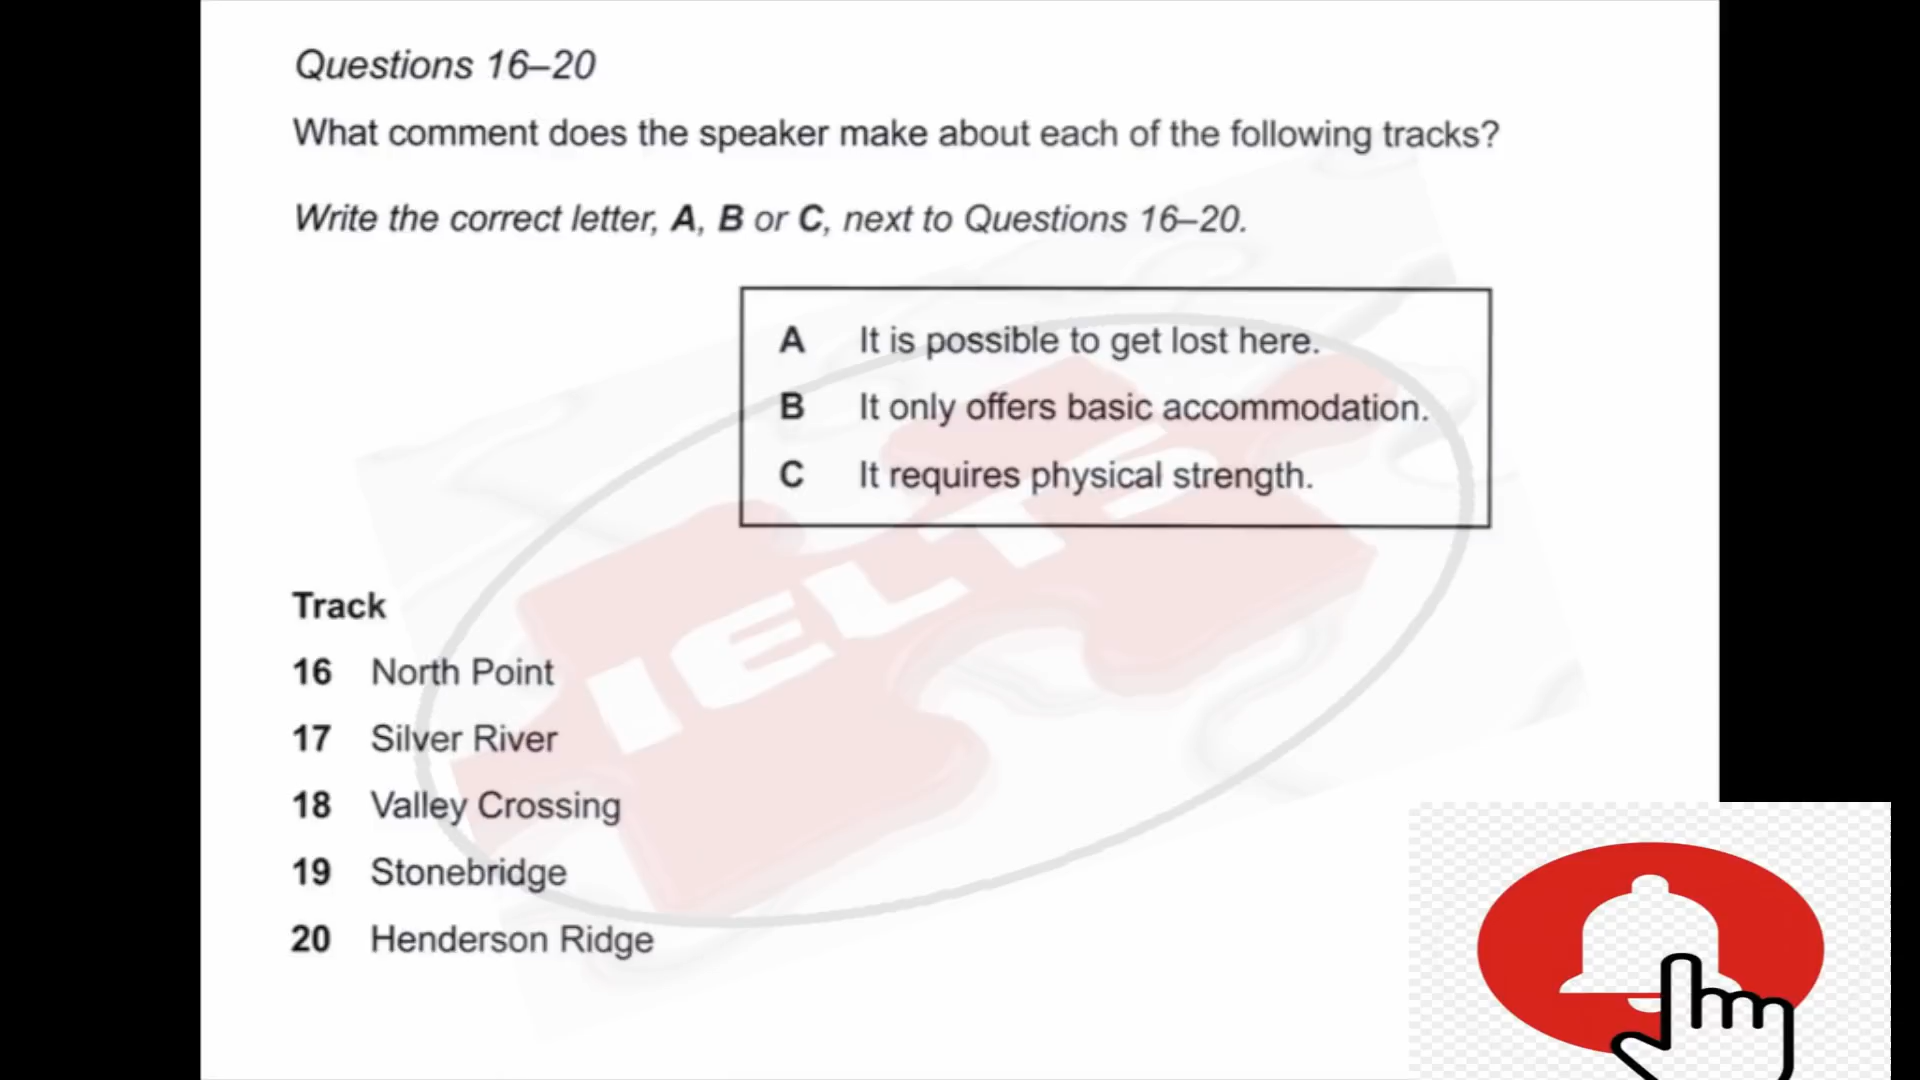 Questions 16–20
What comment does the speaker make about each of the following tracks?
Write the correct letter, A, B or C, next to Questions 16–20.
A It is possible to get lost here.
B It only offers basic accommodation.
C It requires physical strength.
Track
16 North Point
17 Silver River
18 Valley Crossing
19 Stonebridge
20 Henderson Ridge
IELTS